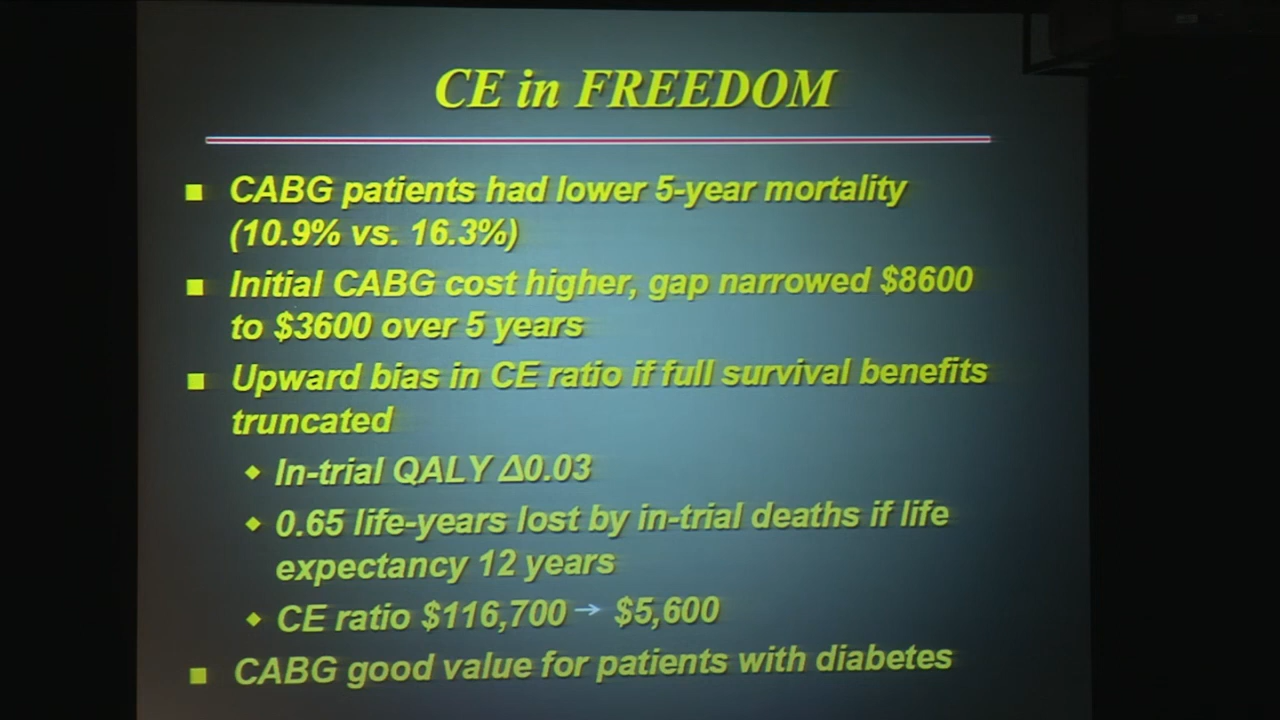 CE in FREEDOM
■ CABG patients had lower 5-year mortality
(10.9% vs. 16.3%)
■ Initial CABG cost higher, gap narrowed $8600
to $3600 over 5 years
■ Upward bias in CE ratio if full survival benefits
truncated
◆ In-trial QALY Δ0.03
◆ 0.65 life-years lost by in-trial deaths if life
expectancy 12 years
◆ CE ratio $116,700 → $5,600
■ CABG good value for patients with diabetes